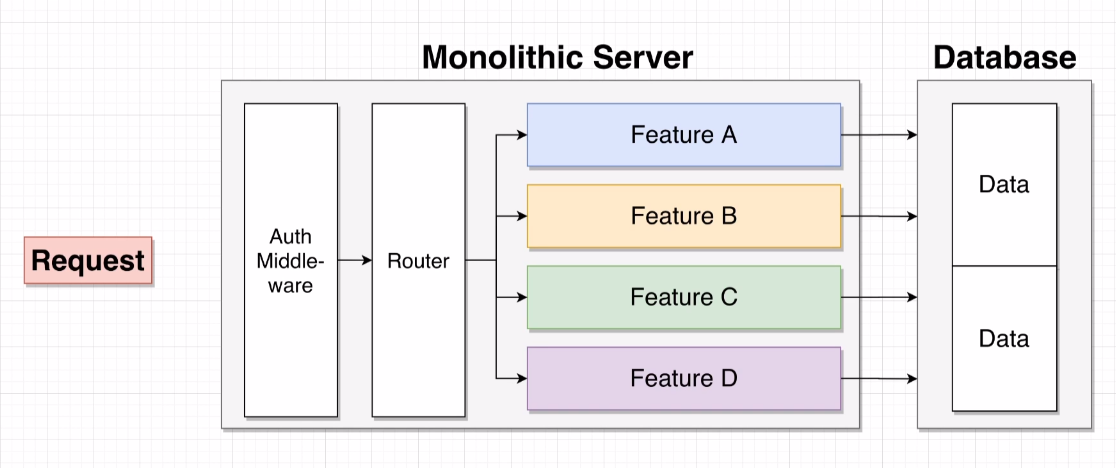 Monolithic Server
Database
Request
Auth
Middle-
ware
Router
Feature A
Feature B
Feature C
Feature D
Data
Data